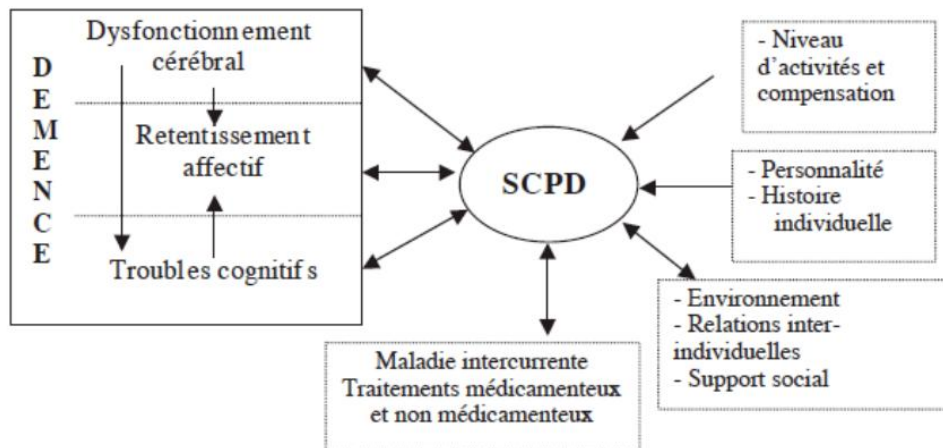 DEMENCE
Dysfonctionnement
cérébral
Retentissement
affectif
Troubles cognitifs
SCPD
- Niveau
d'activités et
compensation
- Personnalité
- Histoire
individuelle
- Environnement
- Relations inter-
individuelles
- Support social
Maladie intercurrente
Traitements médicamenteux
et non médicamenteux